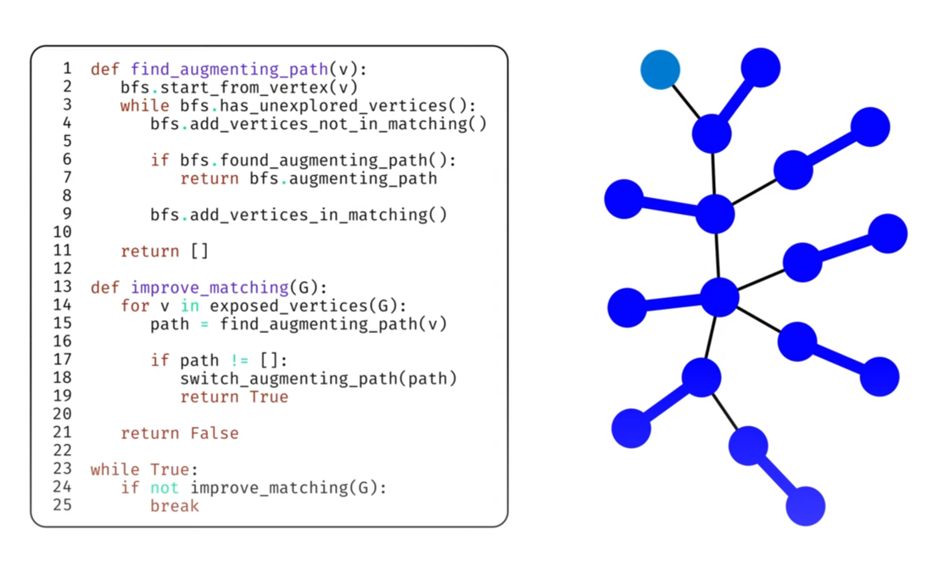 1 def find_augmenting_path(v):
2 bfs.start_from_vertex(v)
3 while bfs.has_unexplored_vertices():
4 bfs.add_vertices_not_in_matching()
5
6 if bfs.found_augmenting_path():
7 return bfs.augmenting_path
8
9 bfs.add_vertices_in_matching()
10
11 return []
12
13 def improve_matching(G):
14 for v in exposed_vertices(G):
15 path = find_augmenting_path(v)
16
17 if path != []:
18 switch_augmenting_path(path)
19 return True
20
21 return False
22
23 while True:
24 if not improve_matching(G):
25 break